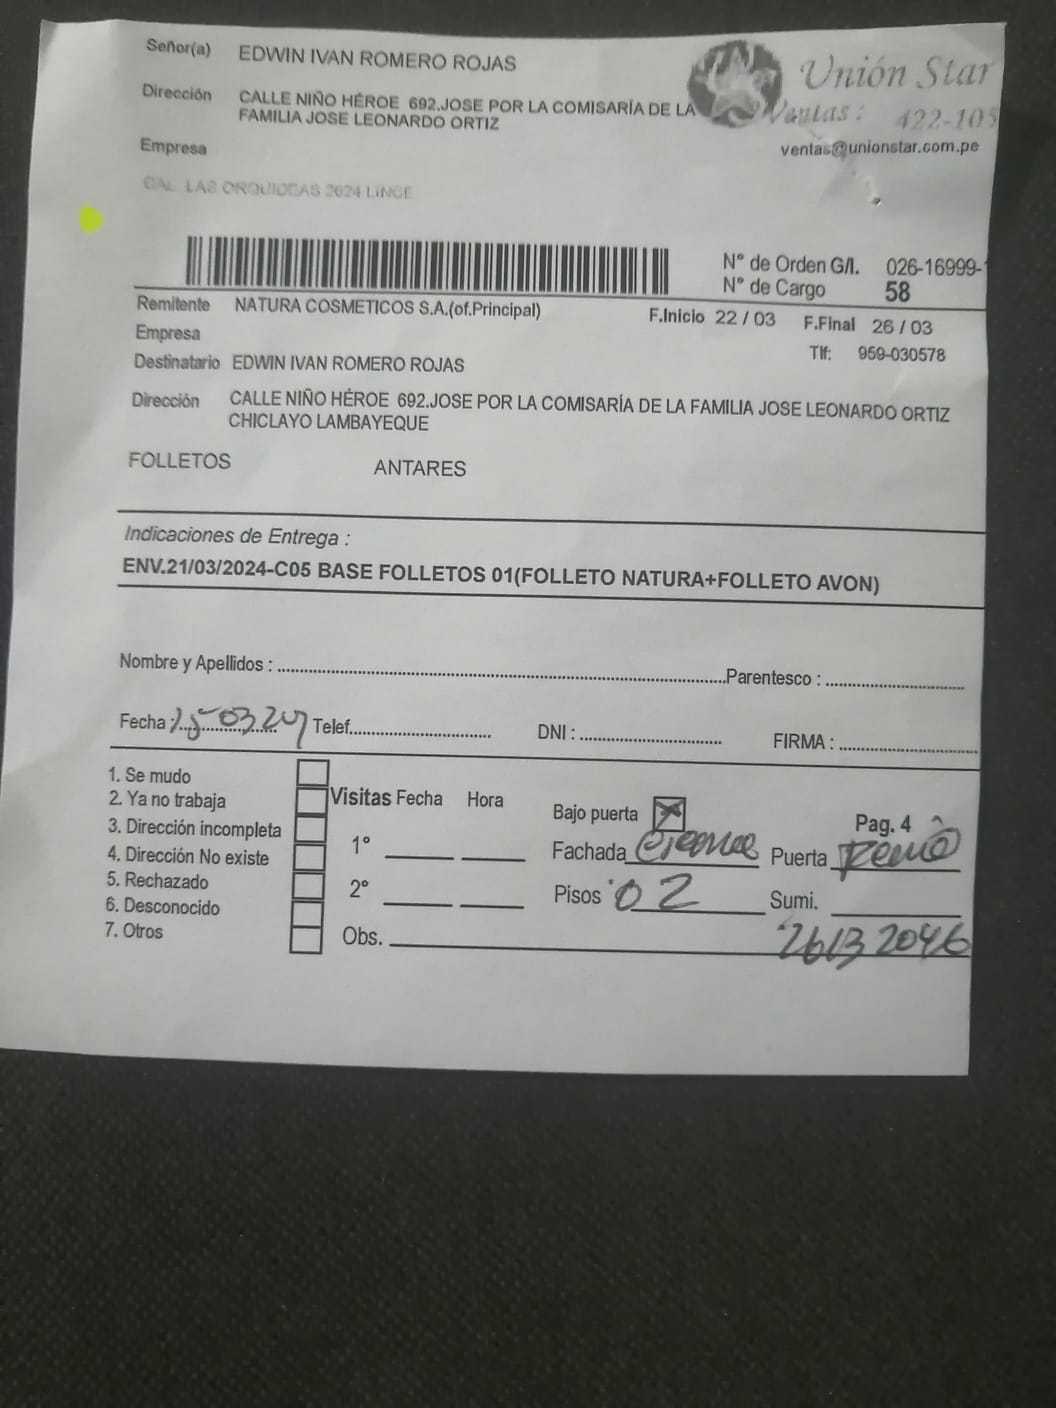 Señor(a) EDWIN IVAN ROMERO ROJAS
Unión Star
Dirección CALLE NIÑO HÉROE 692.JOSE POR LA COMISARÍA DE LA
FAMILIA JOSE LEONARDO ORTIZ
Ventas: 422-105
Empresa
ventas@unionstar.com.pe
CAL. LAS ORQUIDEAS 2624 LINCE
N° de Orden G/I. 026-16999-
N° de Cargo 58
Remitente NATURA COSMETICOS S.A.(of.Principal)
F.Inicio 22 / 03 F.Final 26 / 03
Empresa
Tlf: 959-030578
Destinatario EDWIN IVAN ROMERO ROJAS
Dirección CALLE NIÑO HÉROE 692.JOSE POR LA COMISARÍA DE LA FAMILIA JOSE LEONARDO ORTIZ
CHICLAYO LAMBAYEQUE
FOLLETOS ANTARES
Indicaciones de Entrega :
ENV.21/03/2024-C05 BASE FOLLETOS 01(FOLLETO NATURA+FOLLETO AVON)
Nombre y Apellidos : Parentesco :
Fecha : Telef. DNI : FIRMA :
1. Se mudo
2. Ya no trabaja
3. Dirección incompleta
4. Dirección No existe
5. Rechazado
6. Desconocido
7. Otros
Visitas Fecha Hora
1°
2°
Obs.
Bajo puerta X
Pag. 4
Fachada Puerta
Pisos 02 Sumi.
26132046